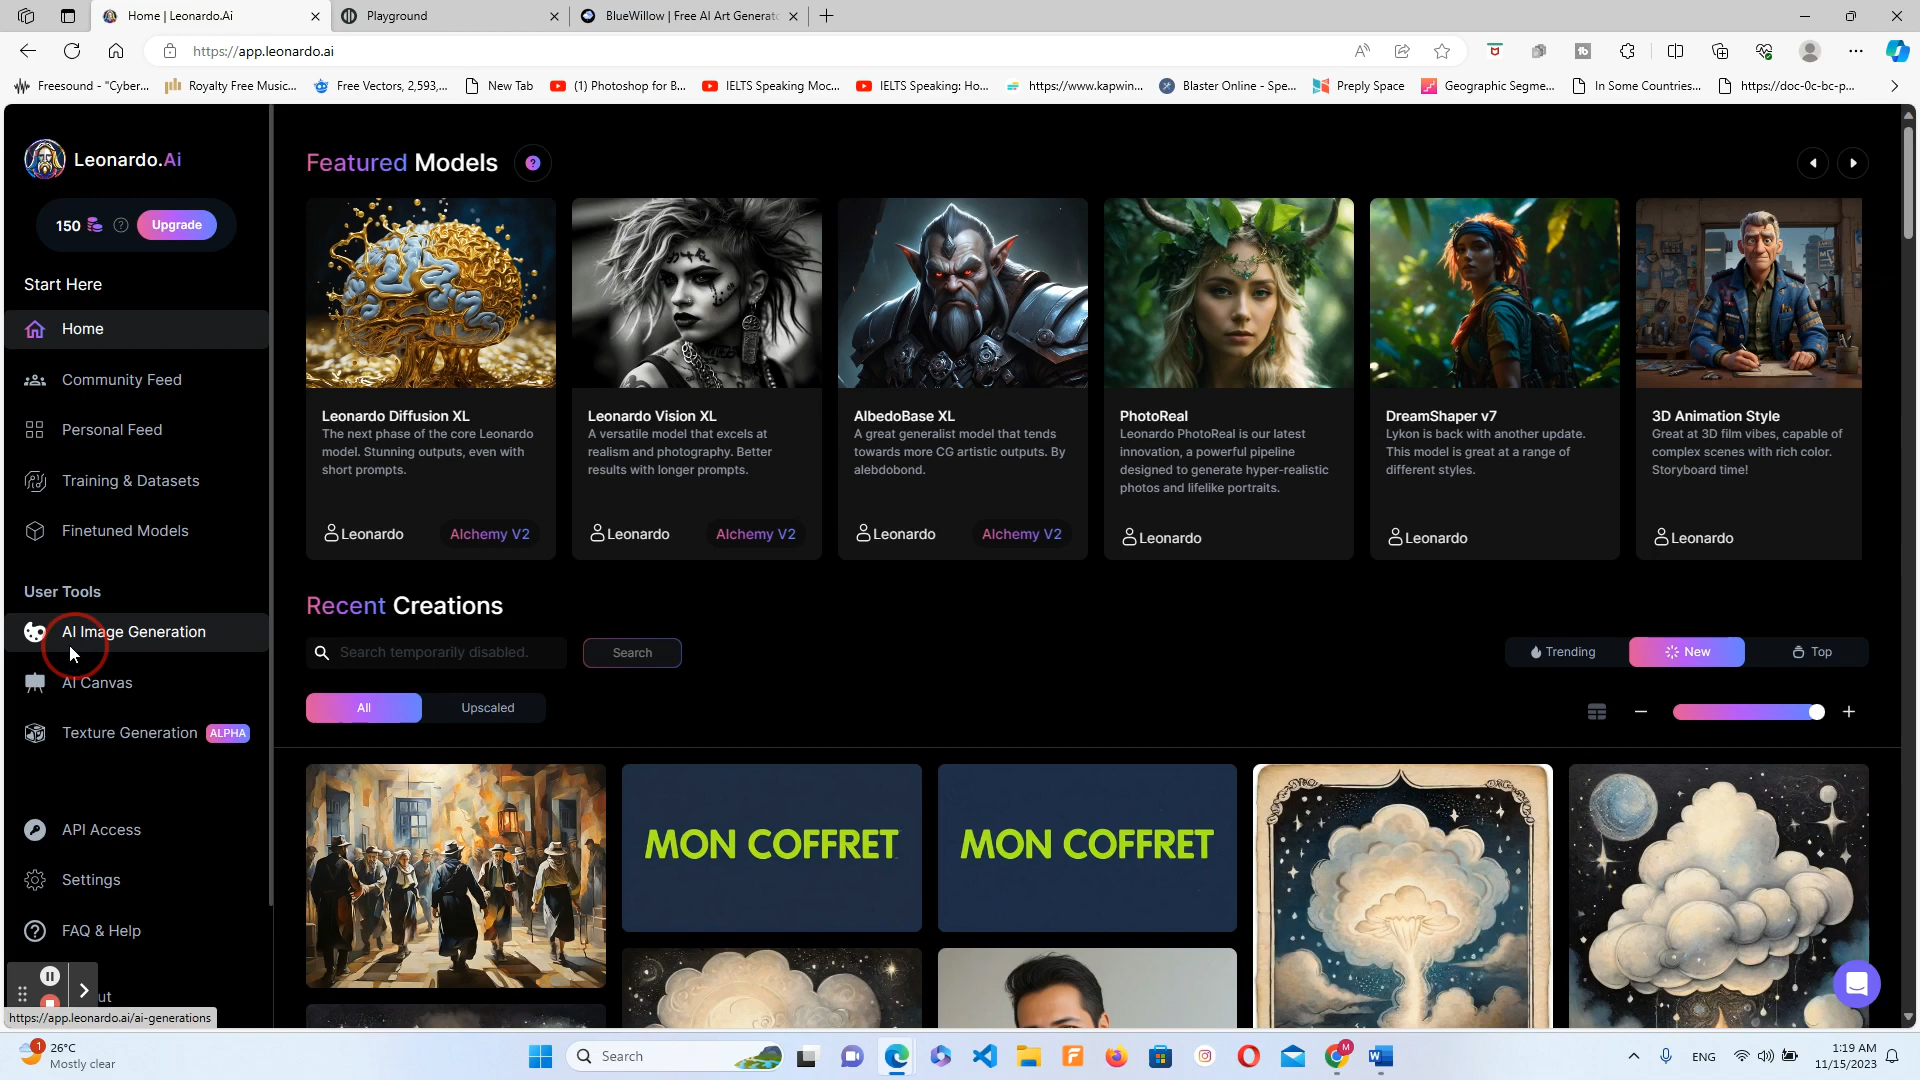 Home | Leonardo.Ai
Playground
BlueWillow | Free AI Art Generato
https://app.leonardo.ai
Freesound - "Cyber...
Royalty Free Music...
Free Vectors, 2,593,...
New Tab
(1) Photoshop for B...
IELTS Speaking Moc...
IELTS Speaking: Ho...
https://www.kapwin...
Blaster Online - Spe...
Preply Space
Geographic Segme...
In Some Countries...
https://doc-0c-bc-p...
Leonardo.Ai
150
Upgrade
Start Here
Home
Community Feed
Personal Feed
Training & Datasets
Finetuned Models
User Tools
AI Image Generation
AI Canvas
Texture Generation ALPHA
API Access
Settings
FAQ & Help
ut
https://app.leonardo.ai/ai-generations
Featured Models
Leonardo Diffusion XL
The next phase of the core Leonardo
model. Stunning outputs, even with
short prompts.
Leonardo
Alchemy V2
Leonardo Vision XL
A versatile model that excels at
realism and photography. Better
results with longer prompts.
Leonardo
Alchemy V2
AlbedoBase XL
A great generalist model that tends
towards more CG artistic outputs. By
alebdobond.
Leonardo
Alchemy V2
PhotoReal
Leonardo PhotoReal is our latest
innovation, a powerful pipeline
designed to generate hyper-realistic
photos and lifelike portraits.
Leonardo
DreamShaper v7
Lykon is back with another update.
This model is great at a range of
different styles.
Leonardo
3D Animation Style
Great at 3D film vibes, capable of
complex scenes with rich color.
Storyboard time!
Leonardo
Recent Creations
Search temporarily disabled.
Search
Trending
New
Top
All
Upscaled
MON COFFRET
MON COFFRET
1
26°C
Mostly clear
Search
M
ENG
1:19 AM
11/15/2023